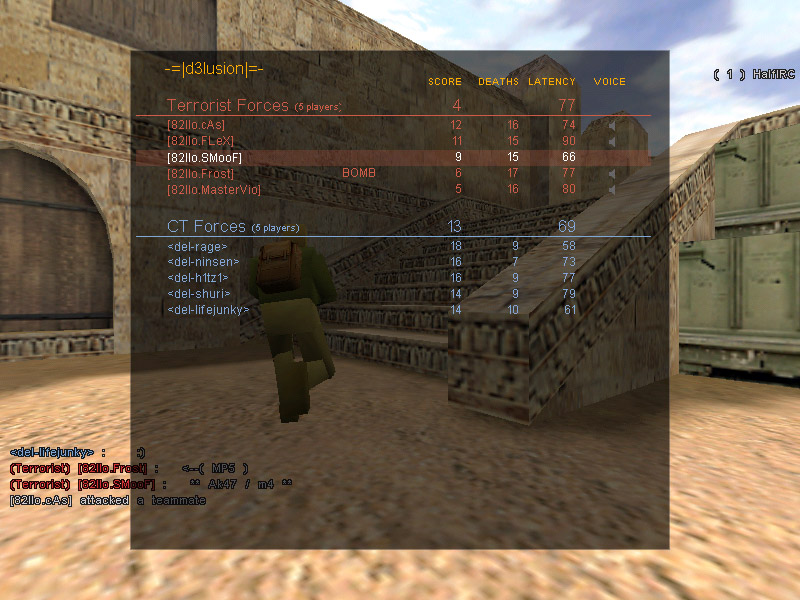 -=|d3lusion|=-
SCORE DEATHS LATENCY VOICE
( 1 ) HalfIRC
Terrorist Forces (5 players) 4 77
[82llo.cAs] 12 16 74
[82llo.FLeX] 11 15 90
[82llo.SMooF] 9 15 66
[82llo.Frost] BOMB 6 17 77
[82llo.MasterVio] 5 16 80
CT Forces (5 players) 13 69
<del-rage> 18 9 58
<del-ninsen> 16 7 73
<del-h1tz1> 16 9 77
<del-shuri> 14 9 79
<del-lifejunky> 14 10 61
<del-lifejunky> : :)
(Terrorist) [82llo.Frost] : <--( MP5 )
(Terrorist) [82llo.SMooF] : ** Ak47 / m4 **
[82llo.cAs] attacked a teammate